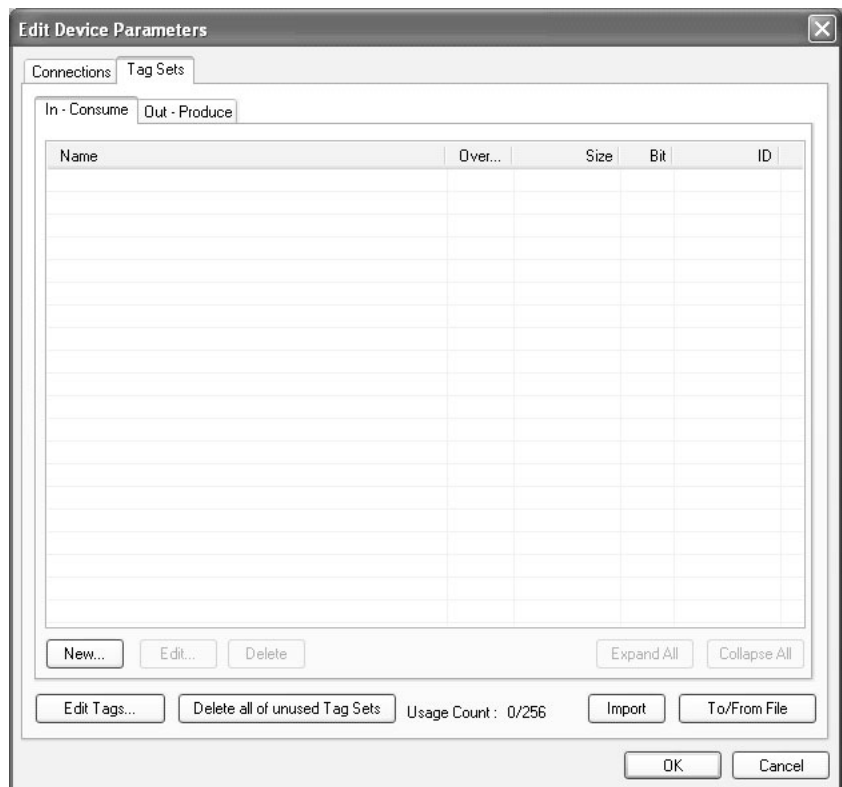 Edit Device Parameters
Connections Tag Sets
In - Consume Out - Produce
Name Over... Size Bit ID
New... Edit... Delete Expand All Collapse All
Edit Tags... Delete all of unused Tag Sets Usage Count : 0/256 Import To/From File
OK Cancel